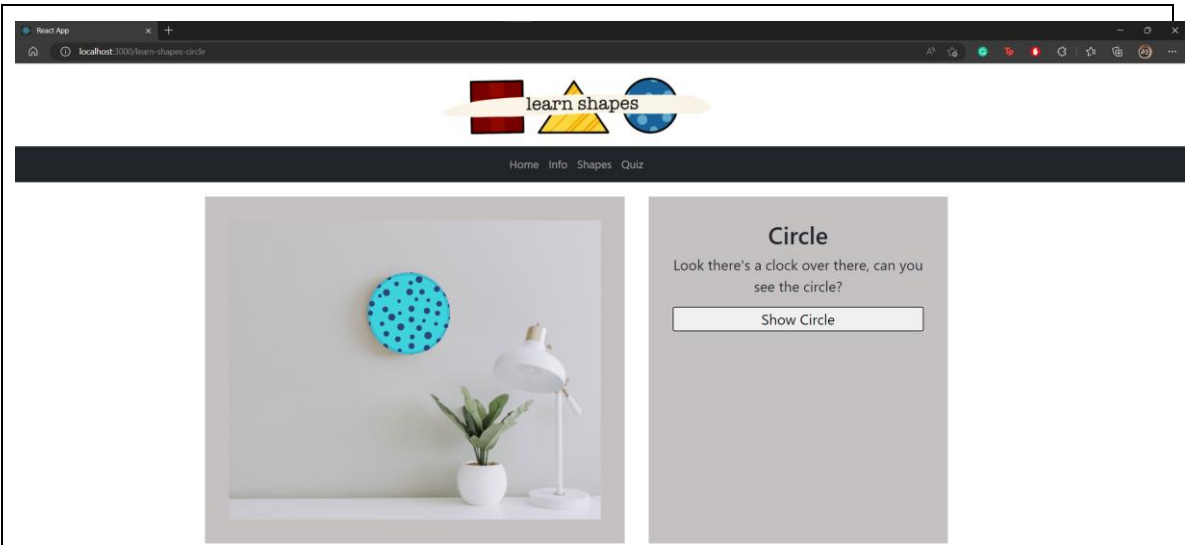 React App
localhost:3000/learn-shapes-circle
learn shapes
Home Info Shapes Quiz
Circle
Look there's a clock over there, can you
see the circle?
Show Circle